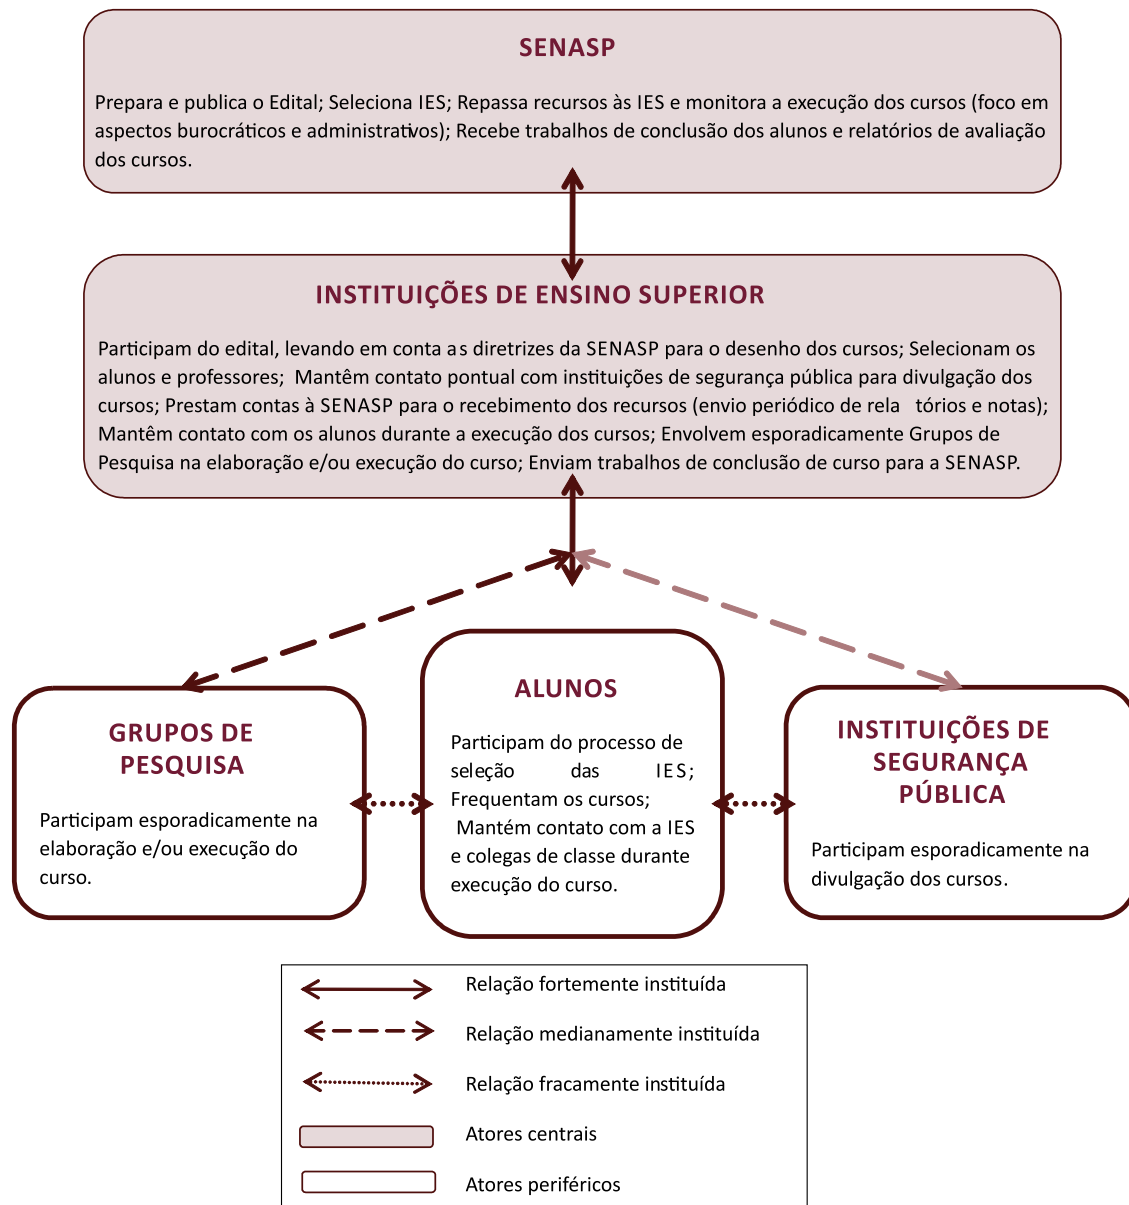 SENASP
Prepara e publica o Edital; Seleciona IES; Repassa recursos às IES e monitora a execução dos cursos (foco em
aspectos burocráticos e administrativos); Recebe trabalhos de conclusão dos alunos e relatórios de avaliação
dos cursos.
INSTITUIÇÕES DE ENSINO SUPERIOR
Participam do edital, levando em conta as diretrizes da SENASP para o desenho dos cursos; Selecionam os
alunos e professores; Mantêm contato pontual com instituições de segurança pública para divulgação dos
cursos; Prestam contas à SENASP para o recebimento dos recursos (envio periódico de rela tórios e notas);
Mantêm contato com os alunos durante a execução dos cursos; Envolvem esporadicamente Grupos de
Pesquisa na elaboração e/ou execução do curso; Enviam trabalhos de conclusão de curso para a SENASP.
GRUPOS DE
PESQUISA
Participam esporadicamente na
elaboração e/ou execução do
curso.
ALUNOS
Participam do processo de
seleção das IES;
Frequentam os cursos;
Mantém contato com a IES
e colegas de classe durante
execução do curso.
INSTITUIÇÕES DE
SEGURANÇA
PÚBLICA
Participam esporadicamente na
divulgação dos cursos.
Relação fortemente instituída
Relação medianamente instituída
Relação fracamente instituída
Atores centrais
Atores periféricos